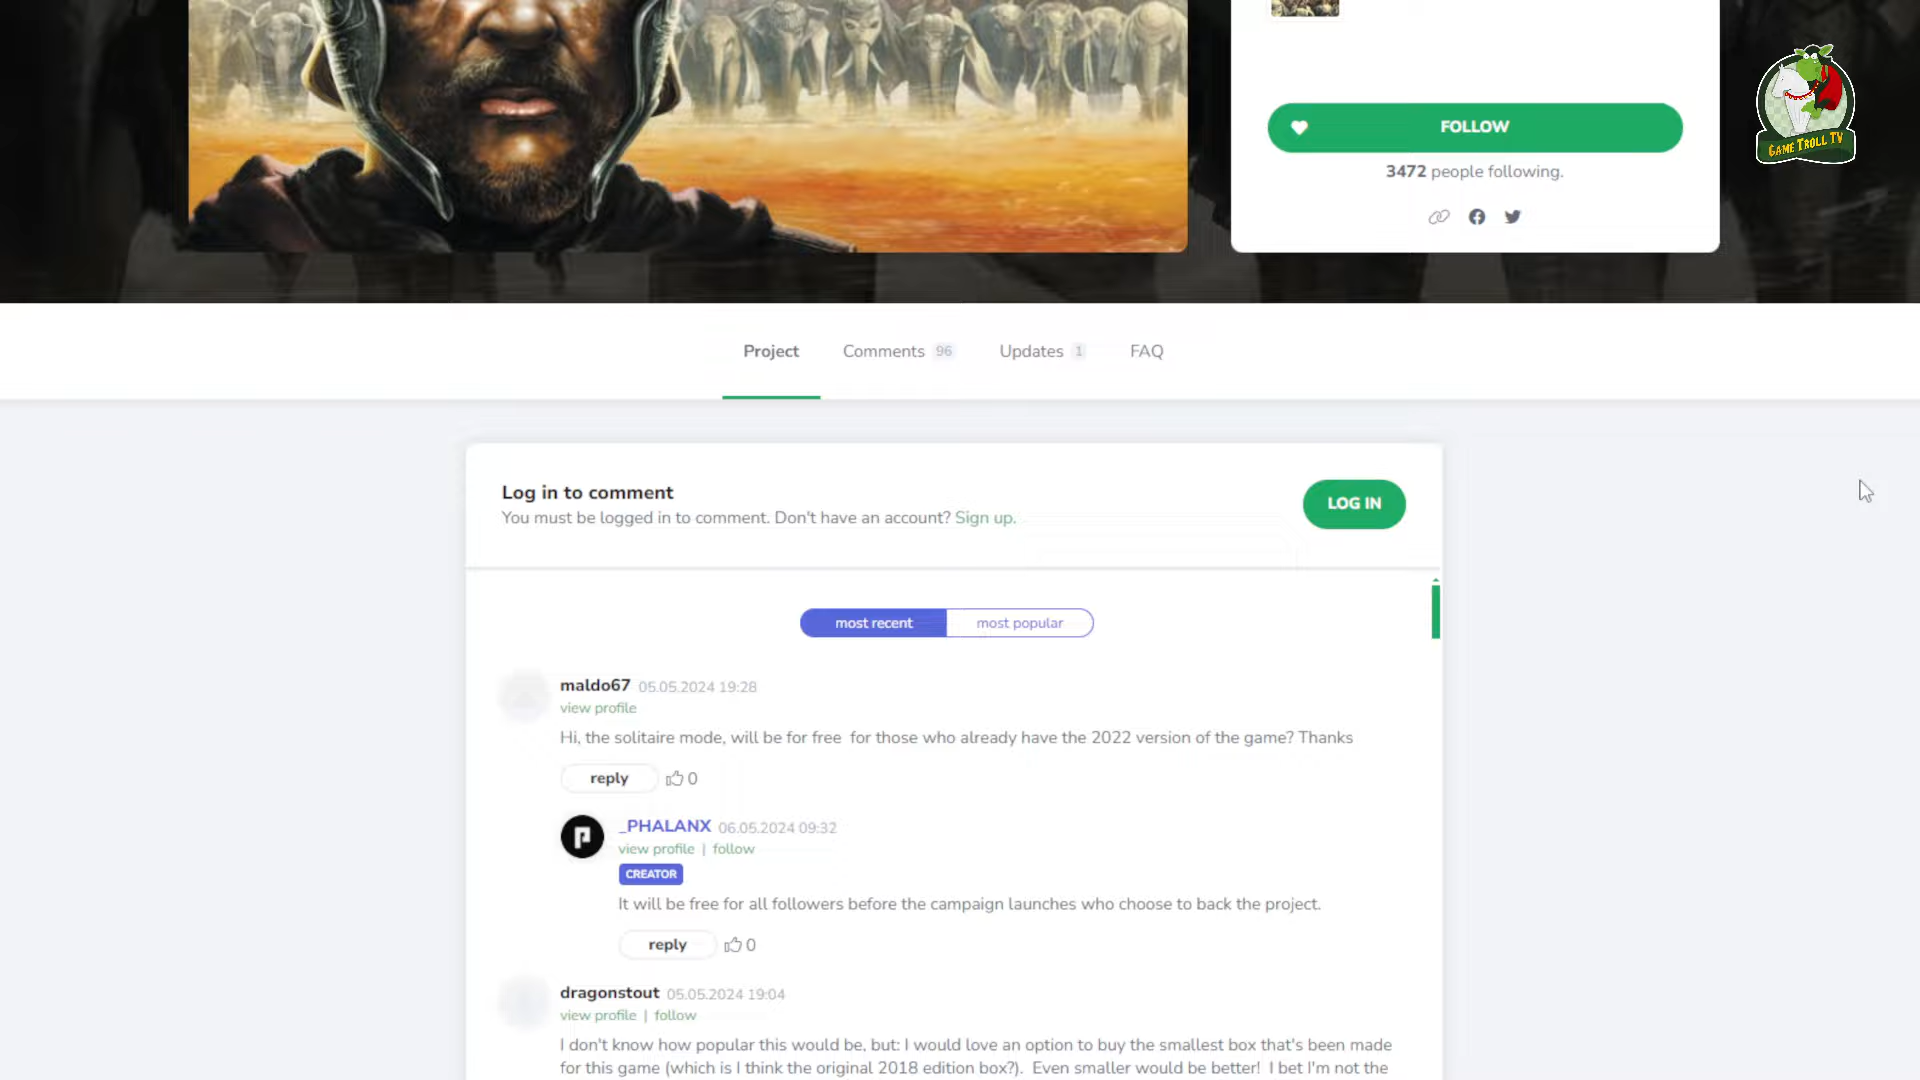 FOLLOW
3472 people following.
GAME TROLL TV
Project
Comments 96
Updates 1
FAQ
Log in to comment
You must be logged in to comment. Don't have an account? Sign up.
LOG IN
most recent
most popular
maldo67 05.05.2024 19:28
view profile
Hi, the solitaire mode, will be for free for those who already have the 2022 version of the game? Thanks
reply 0
_PHALANX 06.05.2024 09:32
view profile | follow
CREATOR
It will be free for all followers before the campaign launches who choose to back the project.
reply 0
dragonstout 05.05.2024 19:04
view profile | follow
I don't know how popular this would be, but: I would love an option to buy the smallest box that's been made
for this game (which is I think the original 2018 edition box?). Even smaller would be better! I bet I'm not the